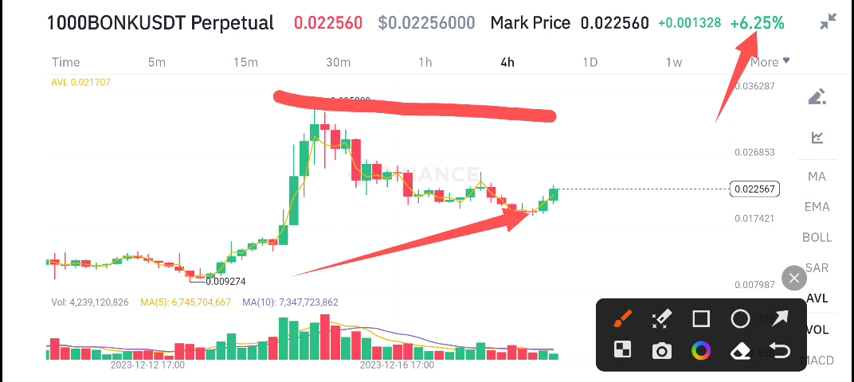 1000BONKUSDT Perpetual 0.022560 $0.02256000 Mark Price 0.022560 +0.001328 +6.25%
Time 5m 15m 30m 1h 4h 1D 1w More
AVL 0.021707
0.036287
0.026853
BINANCE
MA
0.022567
EMA
0.017421
BOLL
SAR
0.009274
0.007987
AVL
Vol: 4,239,120,826 MA(5): 6,745,704,667 MA(10): 7,347,723,862
VOL
MACD
2023-12-12 17:00 2023-12-16 17:00